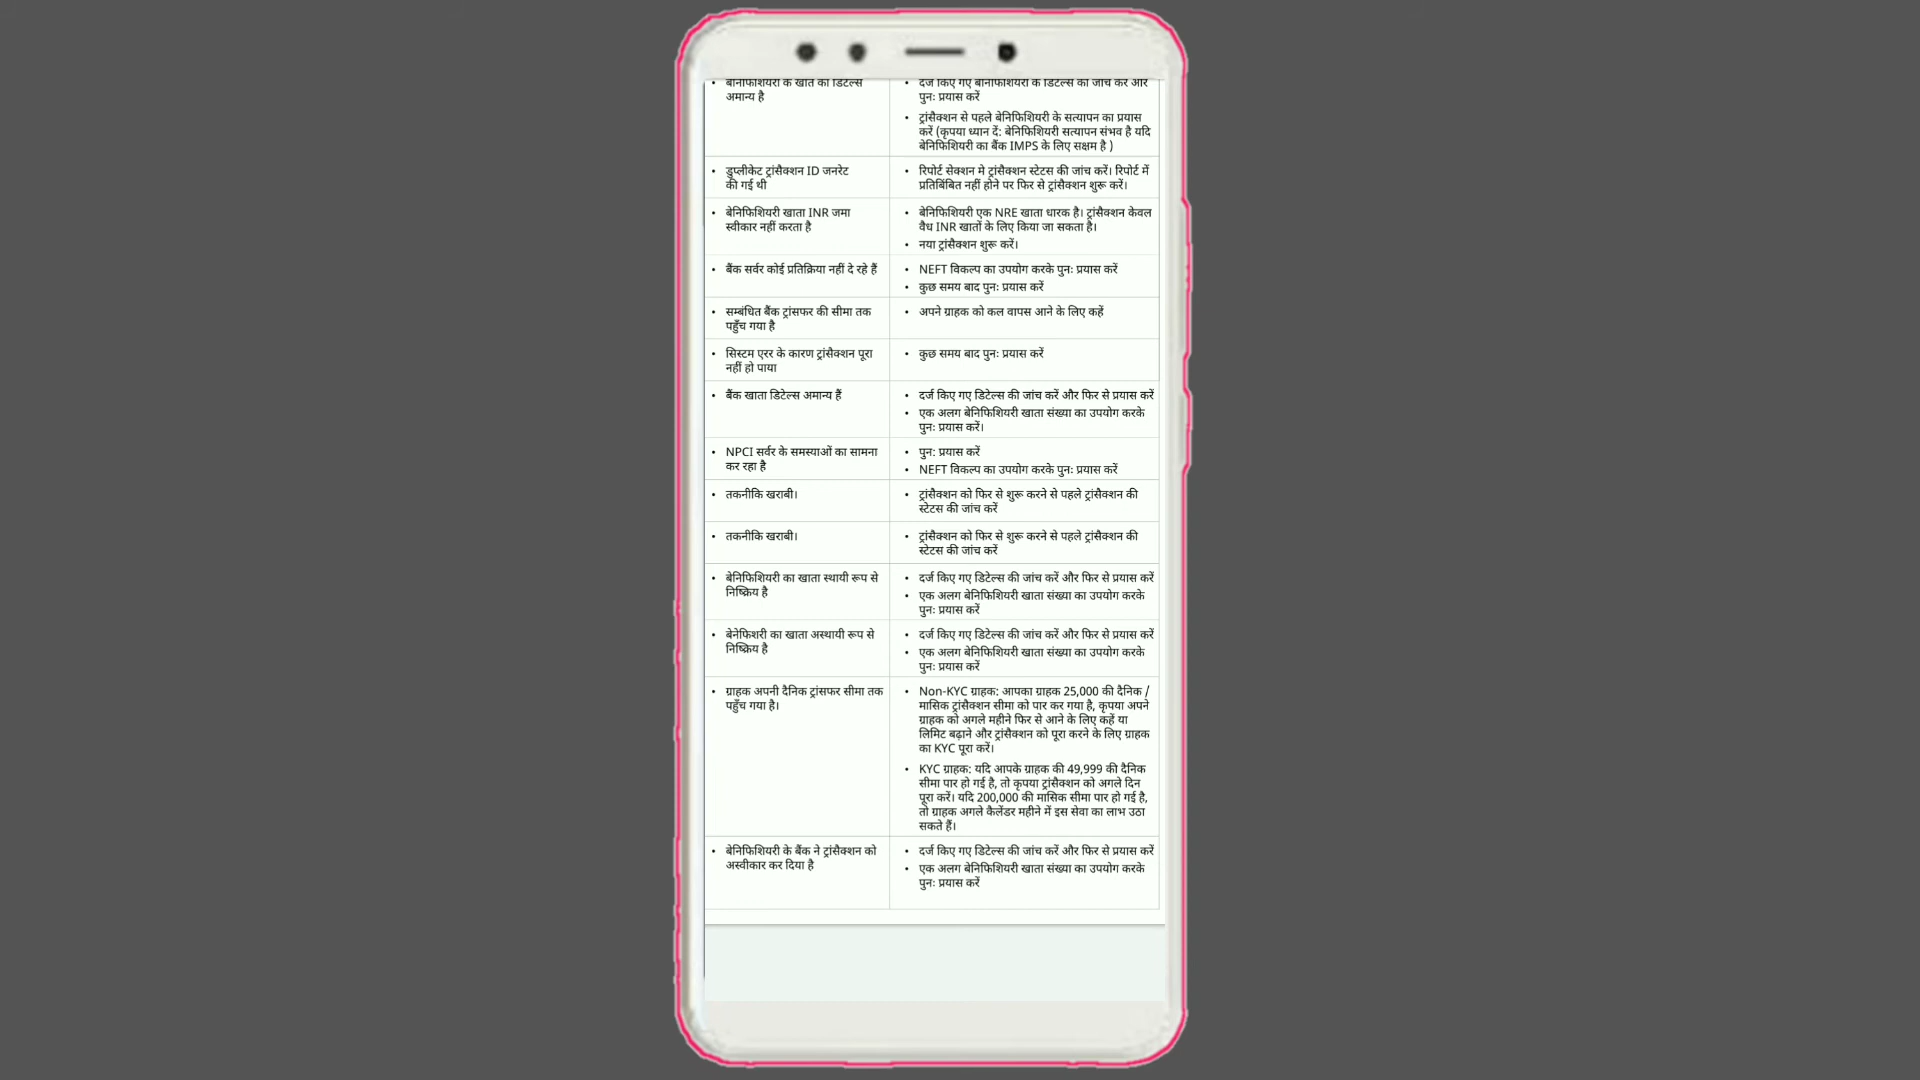 बेनिफिशियरी के खाते की डिटेल्स
अमान्य है
दर्ज किए गए बेनिफिशियरी के डिटेल्स की जांच करें और
पुनः प्रयास करें
ट्रांसैक्शन से पहले बेनिफिशियरी के सत्यापन का प्रयास
करें (कृपया ध्यान दें: बेनिफिशियरी सत्यापन संभव है यदि
बेनिफिशियरी का बैंक IMPS के लिए सक्षम है )
डुप्लीकेट ट्रांसैक्शन ID जनरेट
की गई थी
रिपोर्ट सेक्शन मे ट्रांसैक्शन स्टेटस की जांच करें। रिपोर्ट में
प्रतिबिंबित नहीं होने पर फिर से ट्रांसैक्शन शुरू करें।
बेनिफिशियरी खाता INR जमा
स्वीकार नहीं करता है
बेनिफिशियरी एक NRE खाता धारक है। ट्रांसैक्शन केवल
वैध INR खातों के लिए किया जा सकता है।
नया ट्रांसैक्शन शुरू करें।
बैंक सर्वर कोई प्रतिक्रिया नहीं दे रहे हैं
NEFT विकल्प का उपयोग करके पुनः प्रयास करें
कुछ समय बाद पुनः प्रयास करें
सम्बंधित बैंक ट्रांसफर की सीमा तक
पहुँच गया है
अपने ग्राहक को कल वापस आने के लिए कहें
सिस्टम एरर के कारण ट्रांसैक्शन पूरा
नहीं हो पाया
कुछ समय बाद पुनः प्रयास करें
बैंक खाता डिटेल्स अमान्य हैं
दर्ज किए गए डिटेल्स की जांच करें और फिर से प्रयास करें
एक अलग बेनिफिशियरी खाता संख्या का उपयोग करके
पुनः प्रयास करें।
NPCI सर्वर के समस्याओं का सामना
कर रहा है
पुन: प्रयास करें
NEFT विकल्प का उपयोग करके पुनः प्रयास करें
तकनीकि खराबी।
ट्रांसैक्शन को फिर से शुरू करने से पहले ट्रांसैक्शन की
स्टेटस की जांच करें
तकनीकि खराबी।
ट्रांसैक्शन को फिर से शुरू करने से पहले ट्रांसैक्शन की
स्टेटस की जांच करें
बेनिफिशियरी का खाता स्थायी रूप से
निष्क्रिय है
दर्ज किए गए डिटेल्स की जांच करें और फिर से प्रयास करें
एक अलग बेनिफिशियरी खाता संख्या का उपयोग करके
पुनः प्रयास करें
बेनेफिशरी का खाता अस्थायी रूप से
निष्क्रिय है
दर्ज किए गए डिटेल्स की जांच करें और फिर से प्रयास करें
एक अलग बेनिफिशियरी खाता संख्या का उपयोग करके
पुनः प्रयास करें
ग्राहक अपनी दैनिक ट्रांसफर सीमा तक
पहुँच गया है।
Non-KYC ग्राहक: आपका ग्राहक 25,000 की दैनिक /
मासिक ट्रांसैक्शन सीमा को पार कर गया है, कृपया अपने
ग्राहक को अगले महीने फिर से आने के लिए कहें या
लिमिट बढ़ाने और ट्रांसैक्शन को पूरा करने के लिए ग्राहक
का KYC पूरा करें।
KYC ग्राहक: यदि आपके ग्राहक की 49,999 की दैनिक
सीमा पार हो गई है, तो कृपया ट्रांसैक्शन को अगले दिन
पूरा करें। यदि 200,000 की मासिक सीमा पार हो गई है,
तो ग्राहक अगले कैलेंडर महीने में इस सेवा का लाभ उठा
सकते हैं।
बेनिफिशियरी के बैंक ने ट्रांसैक्शन को
अस्वीकार कर दिया है
दर्ज किए गए डिटेल्स की जांच करें और फिर से प्रयास करें
एक अलग बेनिफिशियरी खाता संख्या का उपयोग करके
पुनः प्रयास करें